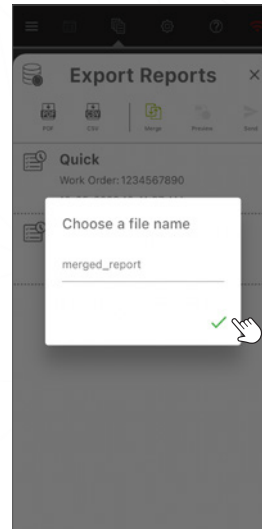 Export Reports
PDF
CSV
Merge
Preview
Send
Quick
Work Order: 1234567890
Choose a file name
merged_report